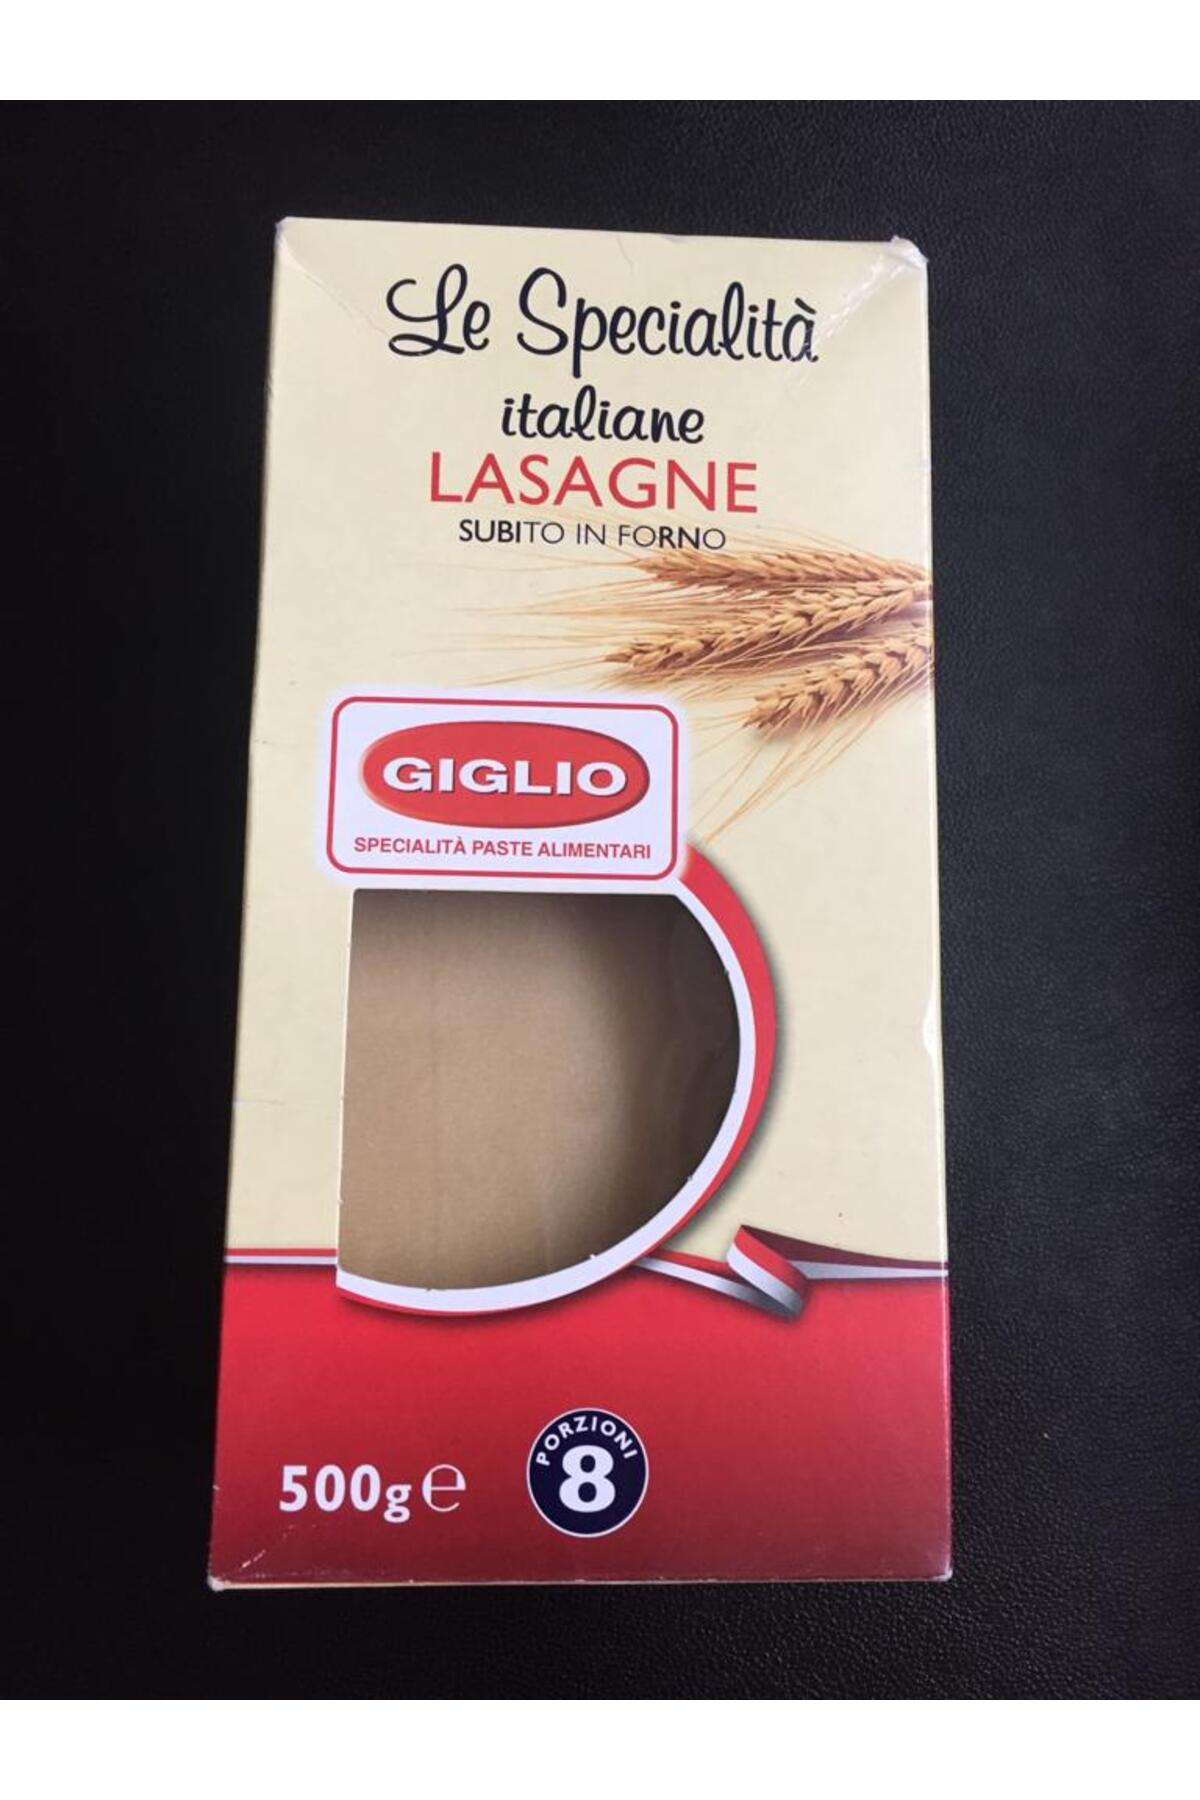 Le Specialità
italiane
LASAGNE
SUBITO IN FORNO
GIGLIO
SPECIALITÀ PASTE ALIMENTARI
500g e
PORZIONI
8